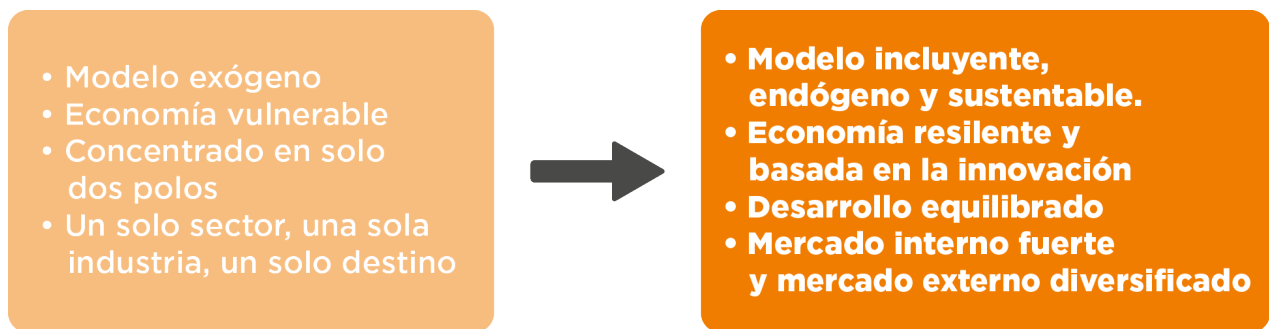 • Modelo exógeno
• Economía vulnerable
• Concentrado en solo
dos polos
• Un solo sector, una sola
industria, un solo destino
• Modelo incluyente,
endógeno y sustentable.
• Economía resilente y
basada en la innovación
• Desarrollo equilibrado
• Mercado interno fuerte
y mercado externo diversificado